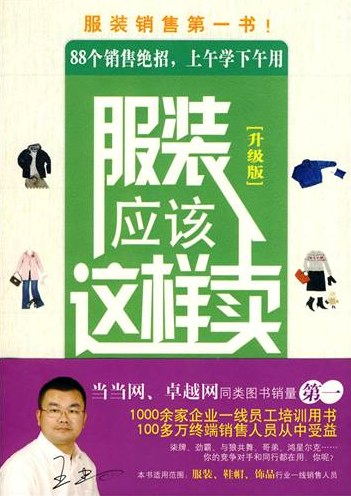 服装销售第一书!
88个销售绝招，上午学下午用
服装
[升级版]
应该
这样卖
当当网、卓越网同类图书销量 第一
1000余家企业一线员工培训用书
100多万终端销售人员从中受益
柒牌、劲霸、与狼共舞、哥弟、鸿星尔克……
你的竞争对手和同行都在用，你呢?
本书适用范围：服装、鞋帽、饰品行业一线销售人员